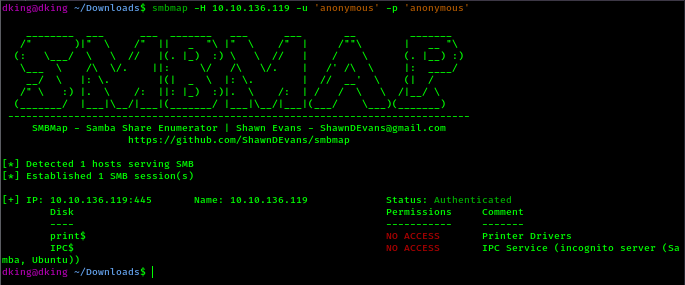 dking@dking ~/Downloads$ smbmap -H 10.10.136.119 -u 'anonymous' -p 'anonymous'
SMBMAP
SMBMap - Samba Share Enumerator | Shawn Evans - ShawnDEvans@gmail.com
https://github.com/ShawnDEvans/smbmap
[*] Detected 1 hosts serving SMB
[*] Established 1 SMB session(s)
[+] IP: 10.10.136.119:445 Name: 10.10.136.119 Status: Authenticated
Disk Permissions Comment
---- ----------- -------
print$ NO ACCESS Printer Drivers
IPC$ NO ACCESS IPC Service (incognito server (Sa
mba, Ubuntu))
dking@dking ~/Downloads$